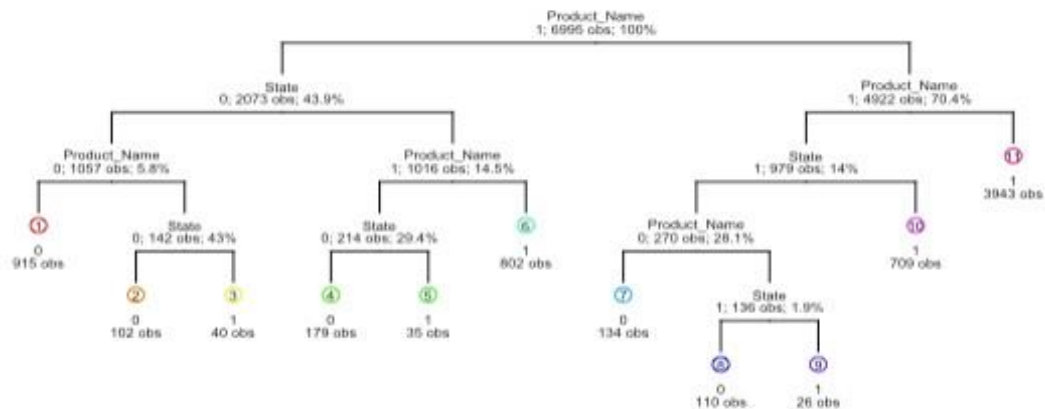 Product_Name
1; 6995 obs; 100%
State
0; 2073 obs; 43.9%
Product_Name
1; 4922 obs; 70.4%
Product_Name
0; 1057 obs; 5.8%
Product_Name
1; 1016 obs; 14.5%
State
1; 979 obs; 14%
11
1
3943 obs
1
0
915 obs
State
0; 142 obs; 43%
State
0; 214 obs; 29.4%
6
1
802 obs
Product_Name
0; 270 obs; 28.1%
10
1
709 obs
2
0
102 obs
3
1
40 obs
4
0
179 obs
5
1
35 obs
7
0
134 obs
State
1; 136 obs; 1.9%
8
0
110 obs
9
1
26 obs